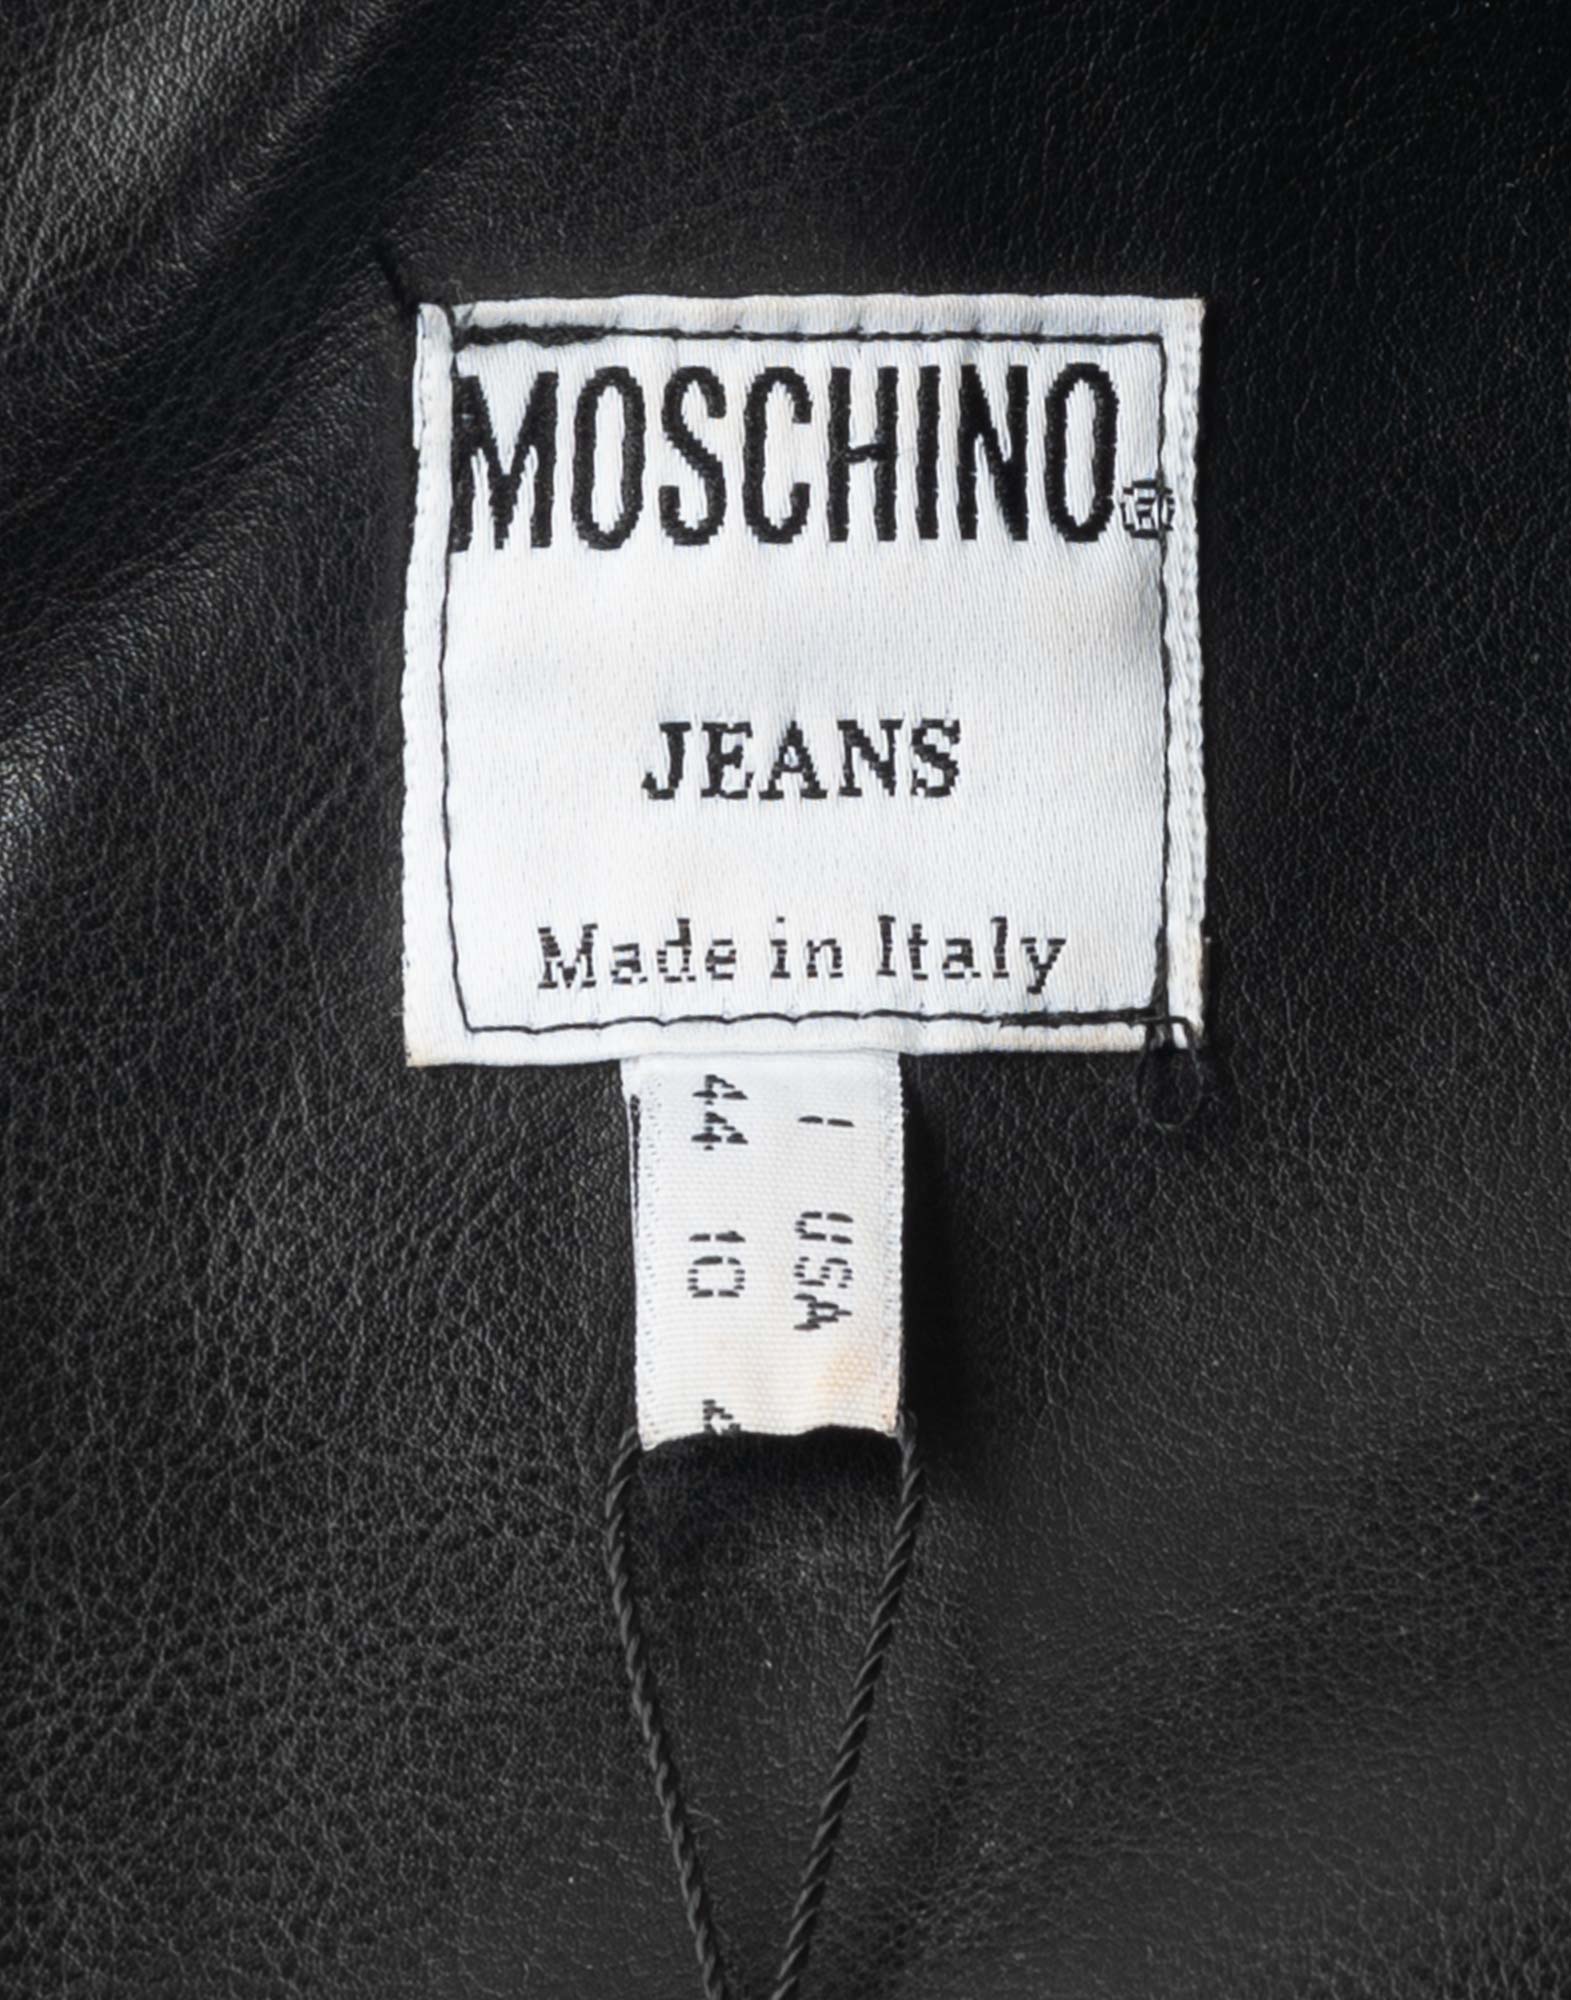 MOSCHINO®
JEANS
Made in Italy
I 44
USA 10